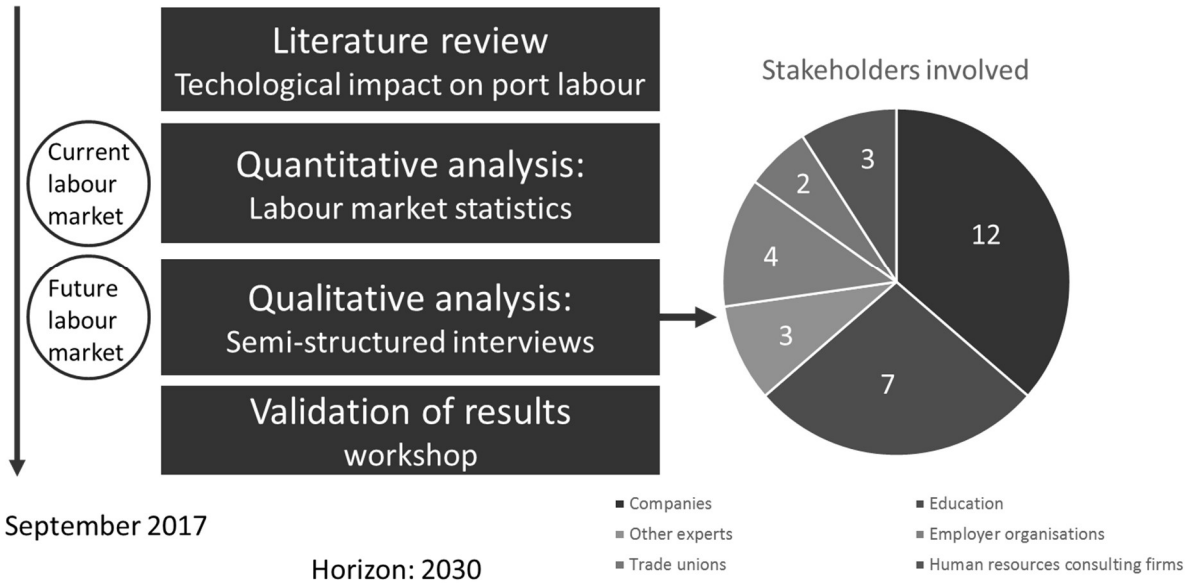 Literature review
Techological impact on port labour
Current
labour
market
Quantitative analysis:
Labour market statistics
Future
labour
market
Qualitative analysis:
Semi-structured interviews
Validation of results
workshop
September 2017
Horizon: 2030
Stakeholders involved
12
7
3
4
2
3
Companies
Education
Other experts
Employer organisations
Trade unions
Human resources consulting firms